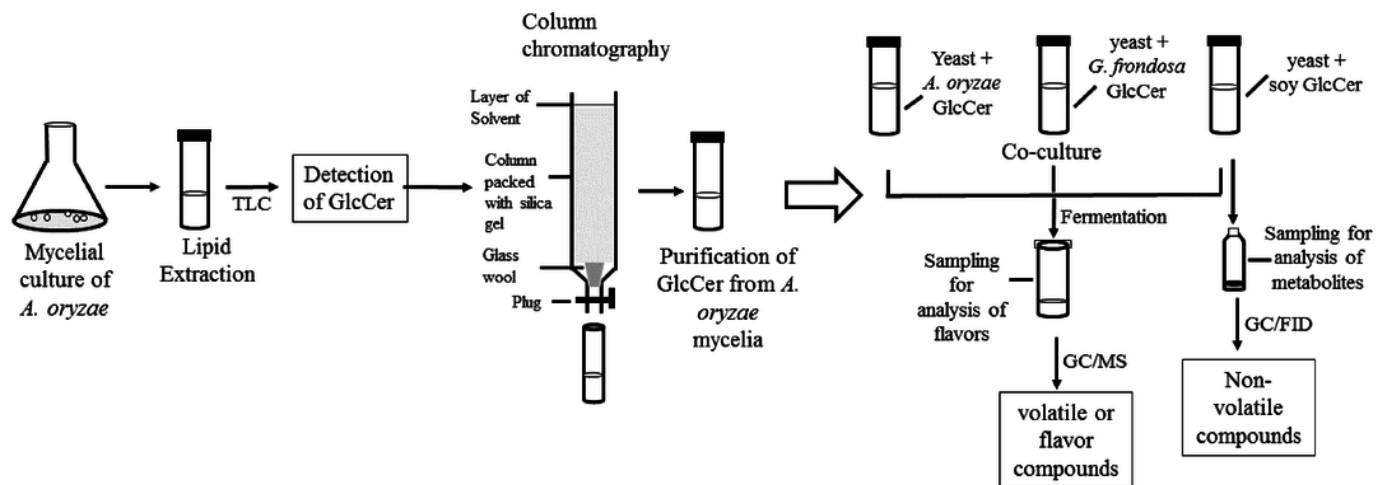 Mycelial
culture of
A. oryzae
Lipid
Extraction
TLC
Detection
of GlcCer
Column
chromatography
Layer of
Solvent
Column
packed
with silica
gel
Glass
wool
Plug
Purification of
GlcCer from A.
oryzae
mycelia
Yeast +
A. oryzae
GlcCer
yeast +
G. frondosa
GlcCer
yeast +
soy GlcCer
Co-culture
Fermentation
Sampling
for
analysis of
flavors
GC/MS
volatile or
flavor
compounds
Sampling for
analysis of
metabolites
GC/FID
Non-
volatile
compounds